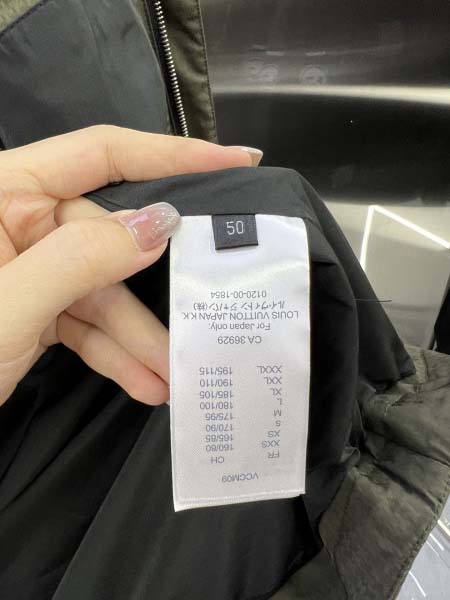 50
VCCM09
FR CH
XXS 160/80
XS 165/85
S 170/90
M 175/95
L 180/100
XL 185/105
XXL 190/110
XXXL 195/115
CA 36929
For Japan only:
LOUIS VUITTON JAPAN K.K.
ルイ・ヴィトン ジャパン(株)
0120-00-1854